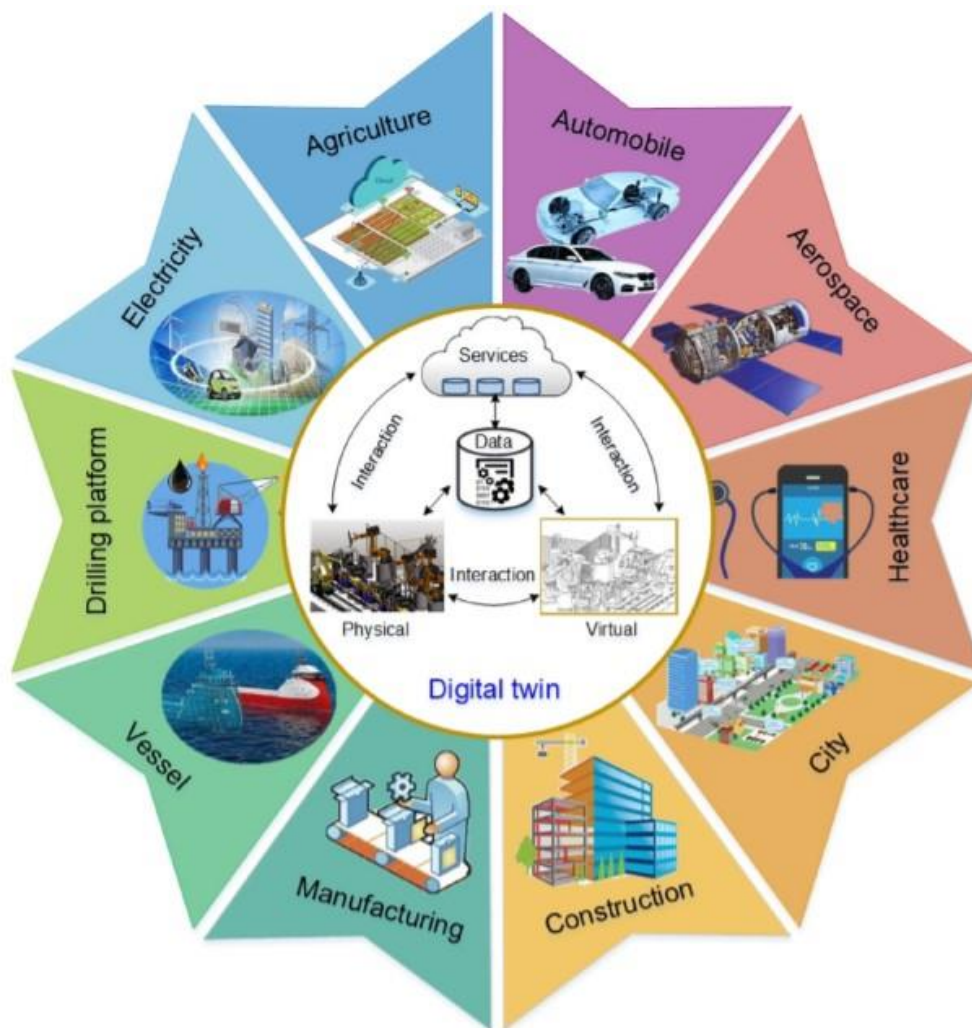 Agriculture
Automobile
Aerospace
Healthcare
City
Construction
Manufacturing
Vessel
Drilling platform
Electricity
Cloud
Services
Interaction
Interaction
Data
Interaction
Physical
Virtual
Digital twin